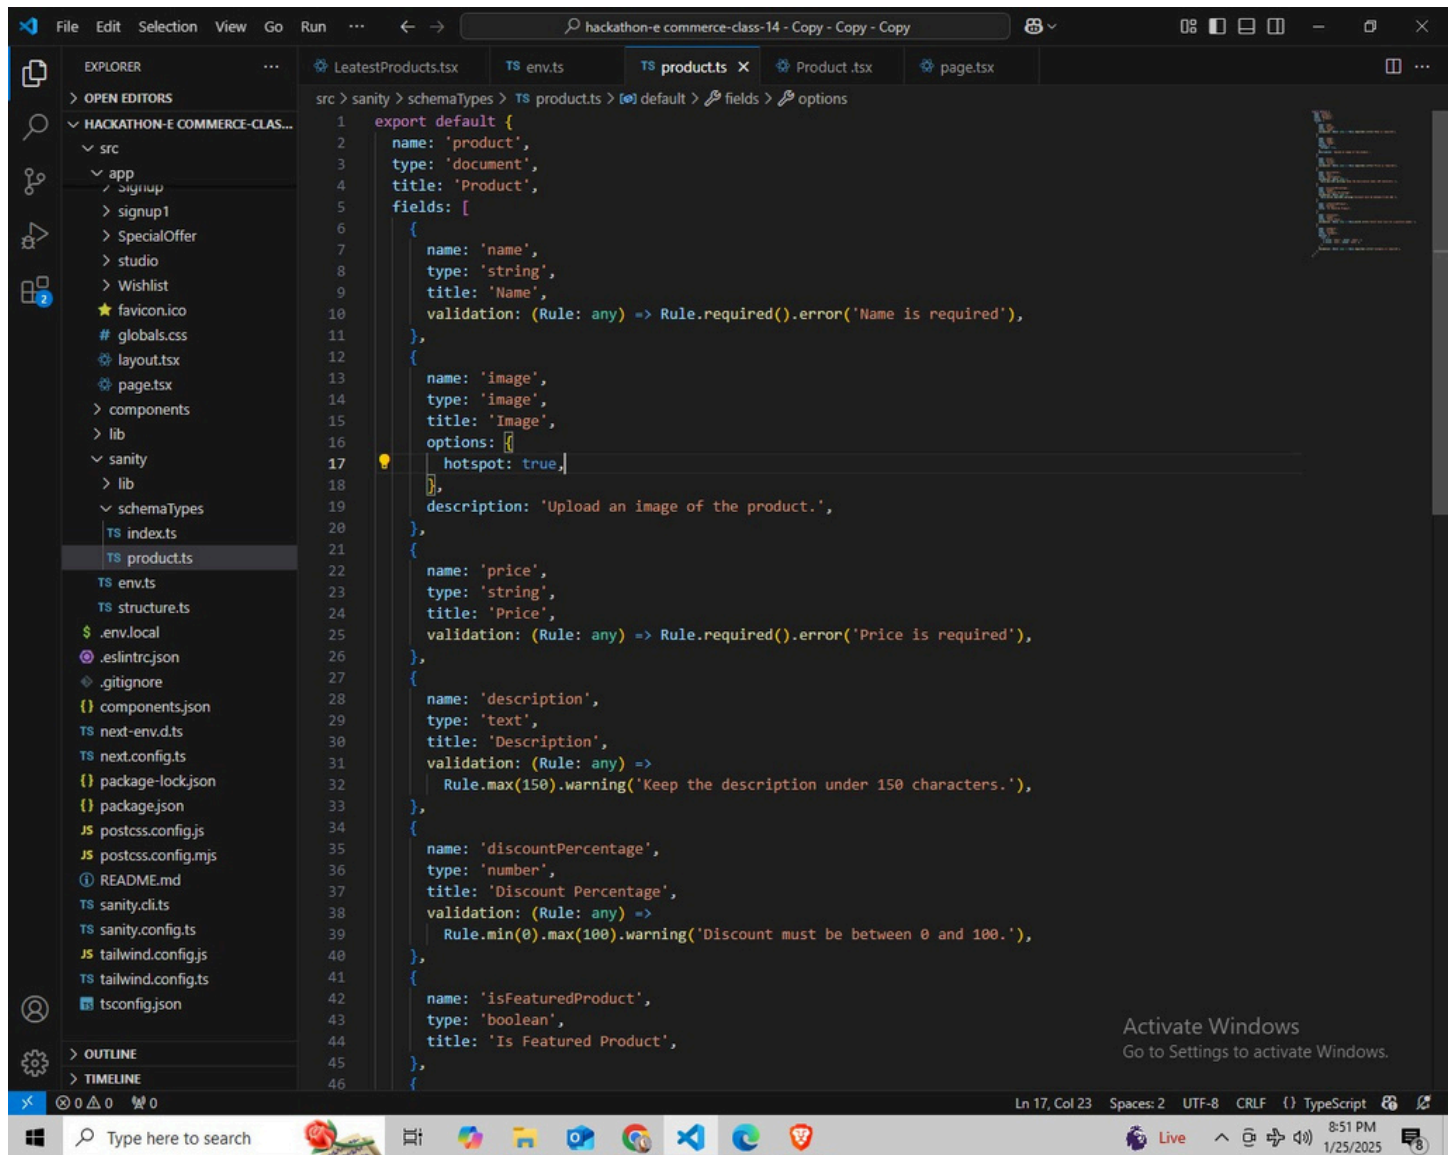 File Edit Selection View Go Run ··· hackathon-e commerce-class-14 - Copy - Copy - Copy
EXPLORER ···
LeatestProducts.tsx TS env.ts TS product.ts Product .tsx page.tsx
OPEN EDITORS
src > sanity > schemaTypes > TS product.ts > default > fields > options
HACKATHON-E COMMERCE-CLAS...
src
app
Signup
signup1
SpecialOffer
studio
Wishlist
favicon.ico
# globals.css
layout.tsx
page.tsx
components
lib
sanity
lib
schemaTypes
TS index.ts
TS product.ts
TS env.ts
TS structure.ts
$ .env.local
.eslintrc.json
.gitignore
{} components.json
TS next-env.d.ts
TS next.config.ts
{} package-lock.json
{} package.json
JS postcss.config.js
JS postcss.config.mjs
README.md
TS sanity.cli.ts
TS sanity.config.ts
JS tailwind.config.js
TS tailwind.config.ts
tsconfig.json
OUTLINE
TIMELINE
2
1 export default {
2 name: 'product',
3 type: 'document',
4 title: 'Product',
5 fields: [
6 {
7 name: 'name',
8 type: 'string',
9 title: 'Name',
10 validation: (Rule: any) => Rule.required().error('Name is required'),
11 },
12 {
13 name: 'image',
14 type: 'image',
15 title: 'Image',
16 options: {
17 hotspot: true,
18 },
19 description: 'Upload an image of the product.',
20 },
21 {
22 name: 'price',
23 type: 'string',
24 title: 'Price',
25 validation: (Rule: any) => Rule.required().error('Price is required'),
26 },
27 {
28 name: 'description',
29 type: 'text',
30 title: 'Description',
31 validation: (Rule: any) =>
32 Rule.max(150).warning('Keep the description under 150 characters.'),
33 },
34 {
35 name: 'discountPercentage',
36 type: 'number',
37 title: 'Discount Percentage',
38 validation: (Rule: any) =>
39 Rule.min(0).max(100).warning('Discount must be between 0 and 100.'),
40 },
41 {
42 name: 'isFeaturedProduct',
43 type: 'boolean',
44 title: 'Is Featured Product',
45 },
46 {
Activate Windows
Go to Settings to activate Windows.
0 0 0 Ln 17, Col 23 Spaces: 2 UTF-8 CRLF {} TypeScript
Type here to search Live 8:51 PM
1/25/2025 8